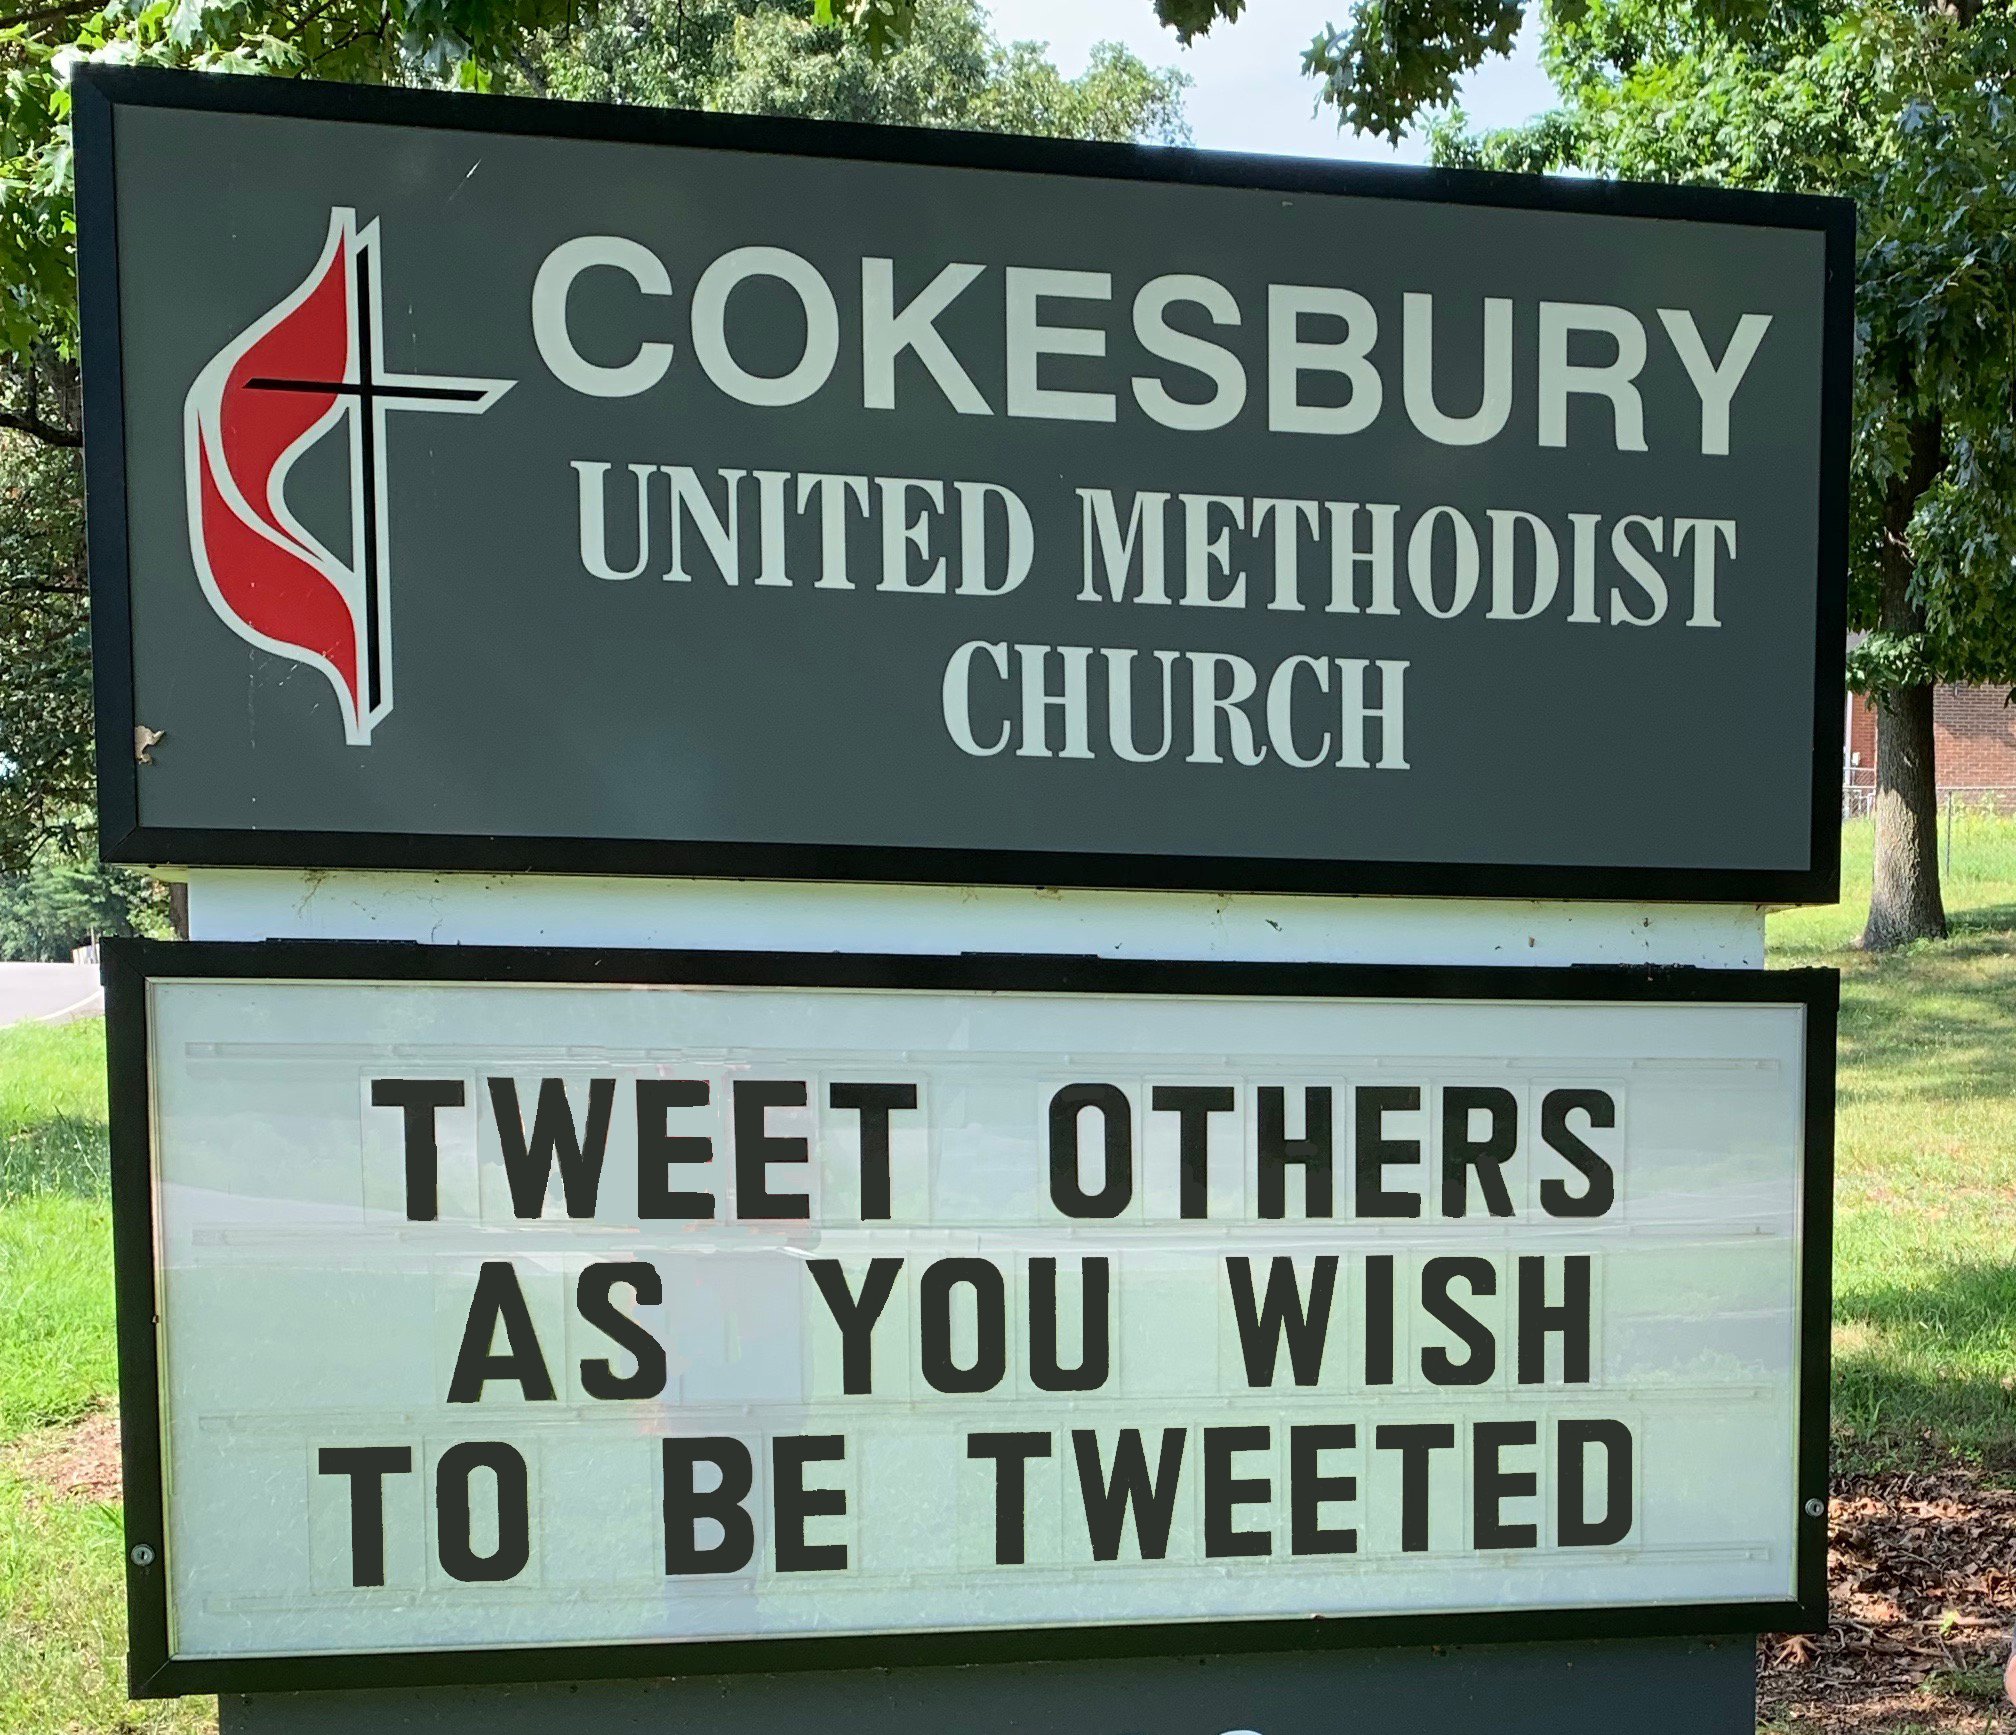 COKESBURY
UNITED METHODIST
CHURCH
TWEET OTHERS
AS YOU WISH
TO BE TWEETED